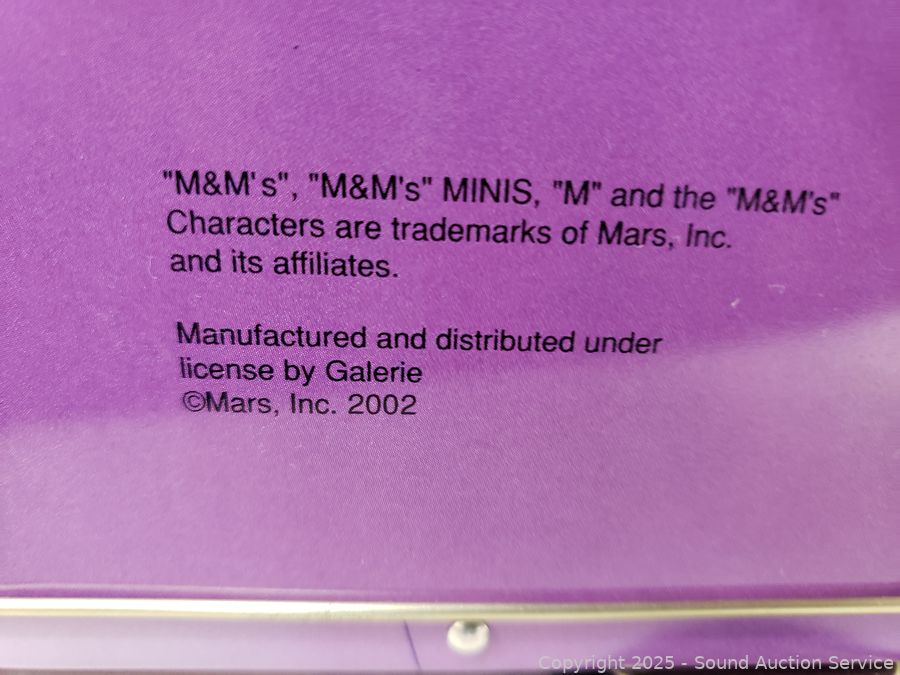 "M&M's", "M&M's" MINIS, "M" and the "M&M's"
Characters are trademarks of Mars, Inc.
and its affiliates.
Manufactured and distributed under
license by Galerie
©Mars, Inc. 2002
Copyright 2025 - Sound Auction Service